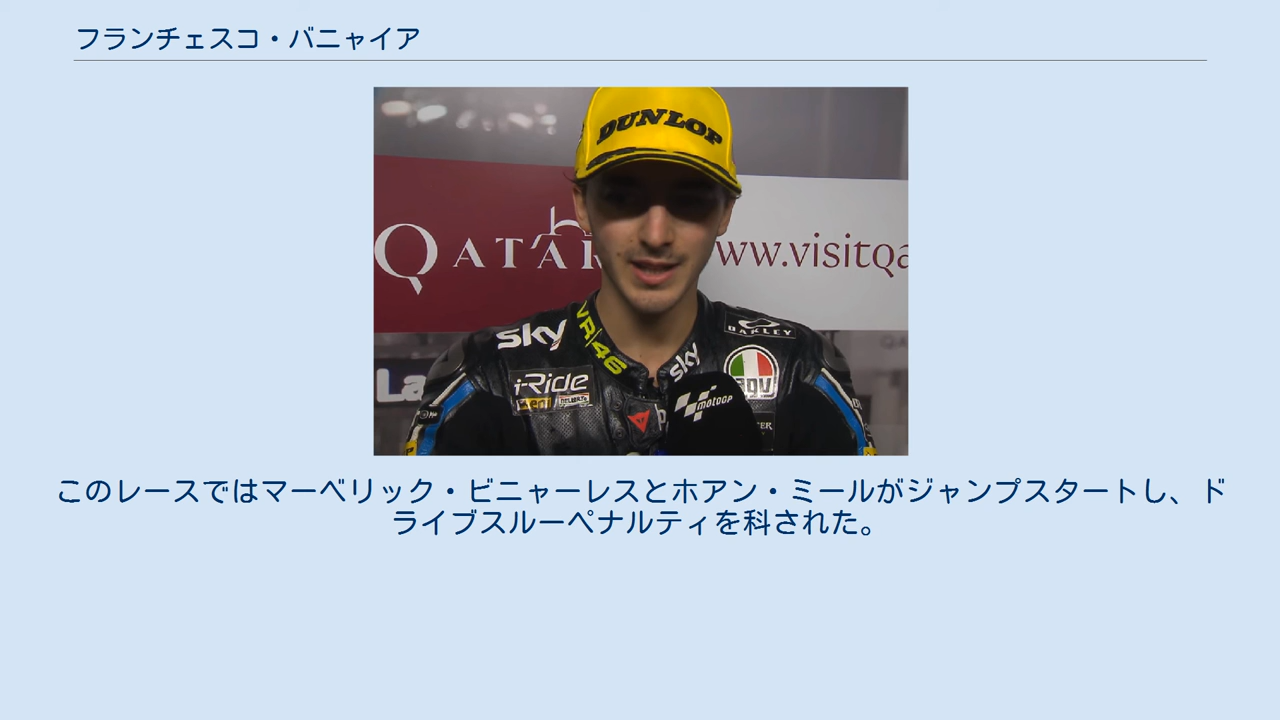 フランチェスコ・バニャイア
DUNLOP
QATAR
www.visitqa
sky
VR|46
sky
OAKLEY
i-Ride
agv
La
motoGP
このレースではマーベリック・ビニャーレスとホアン・ミールがジャンプスタートし、ド
ライブスルーペナルティを科された。